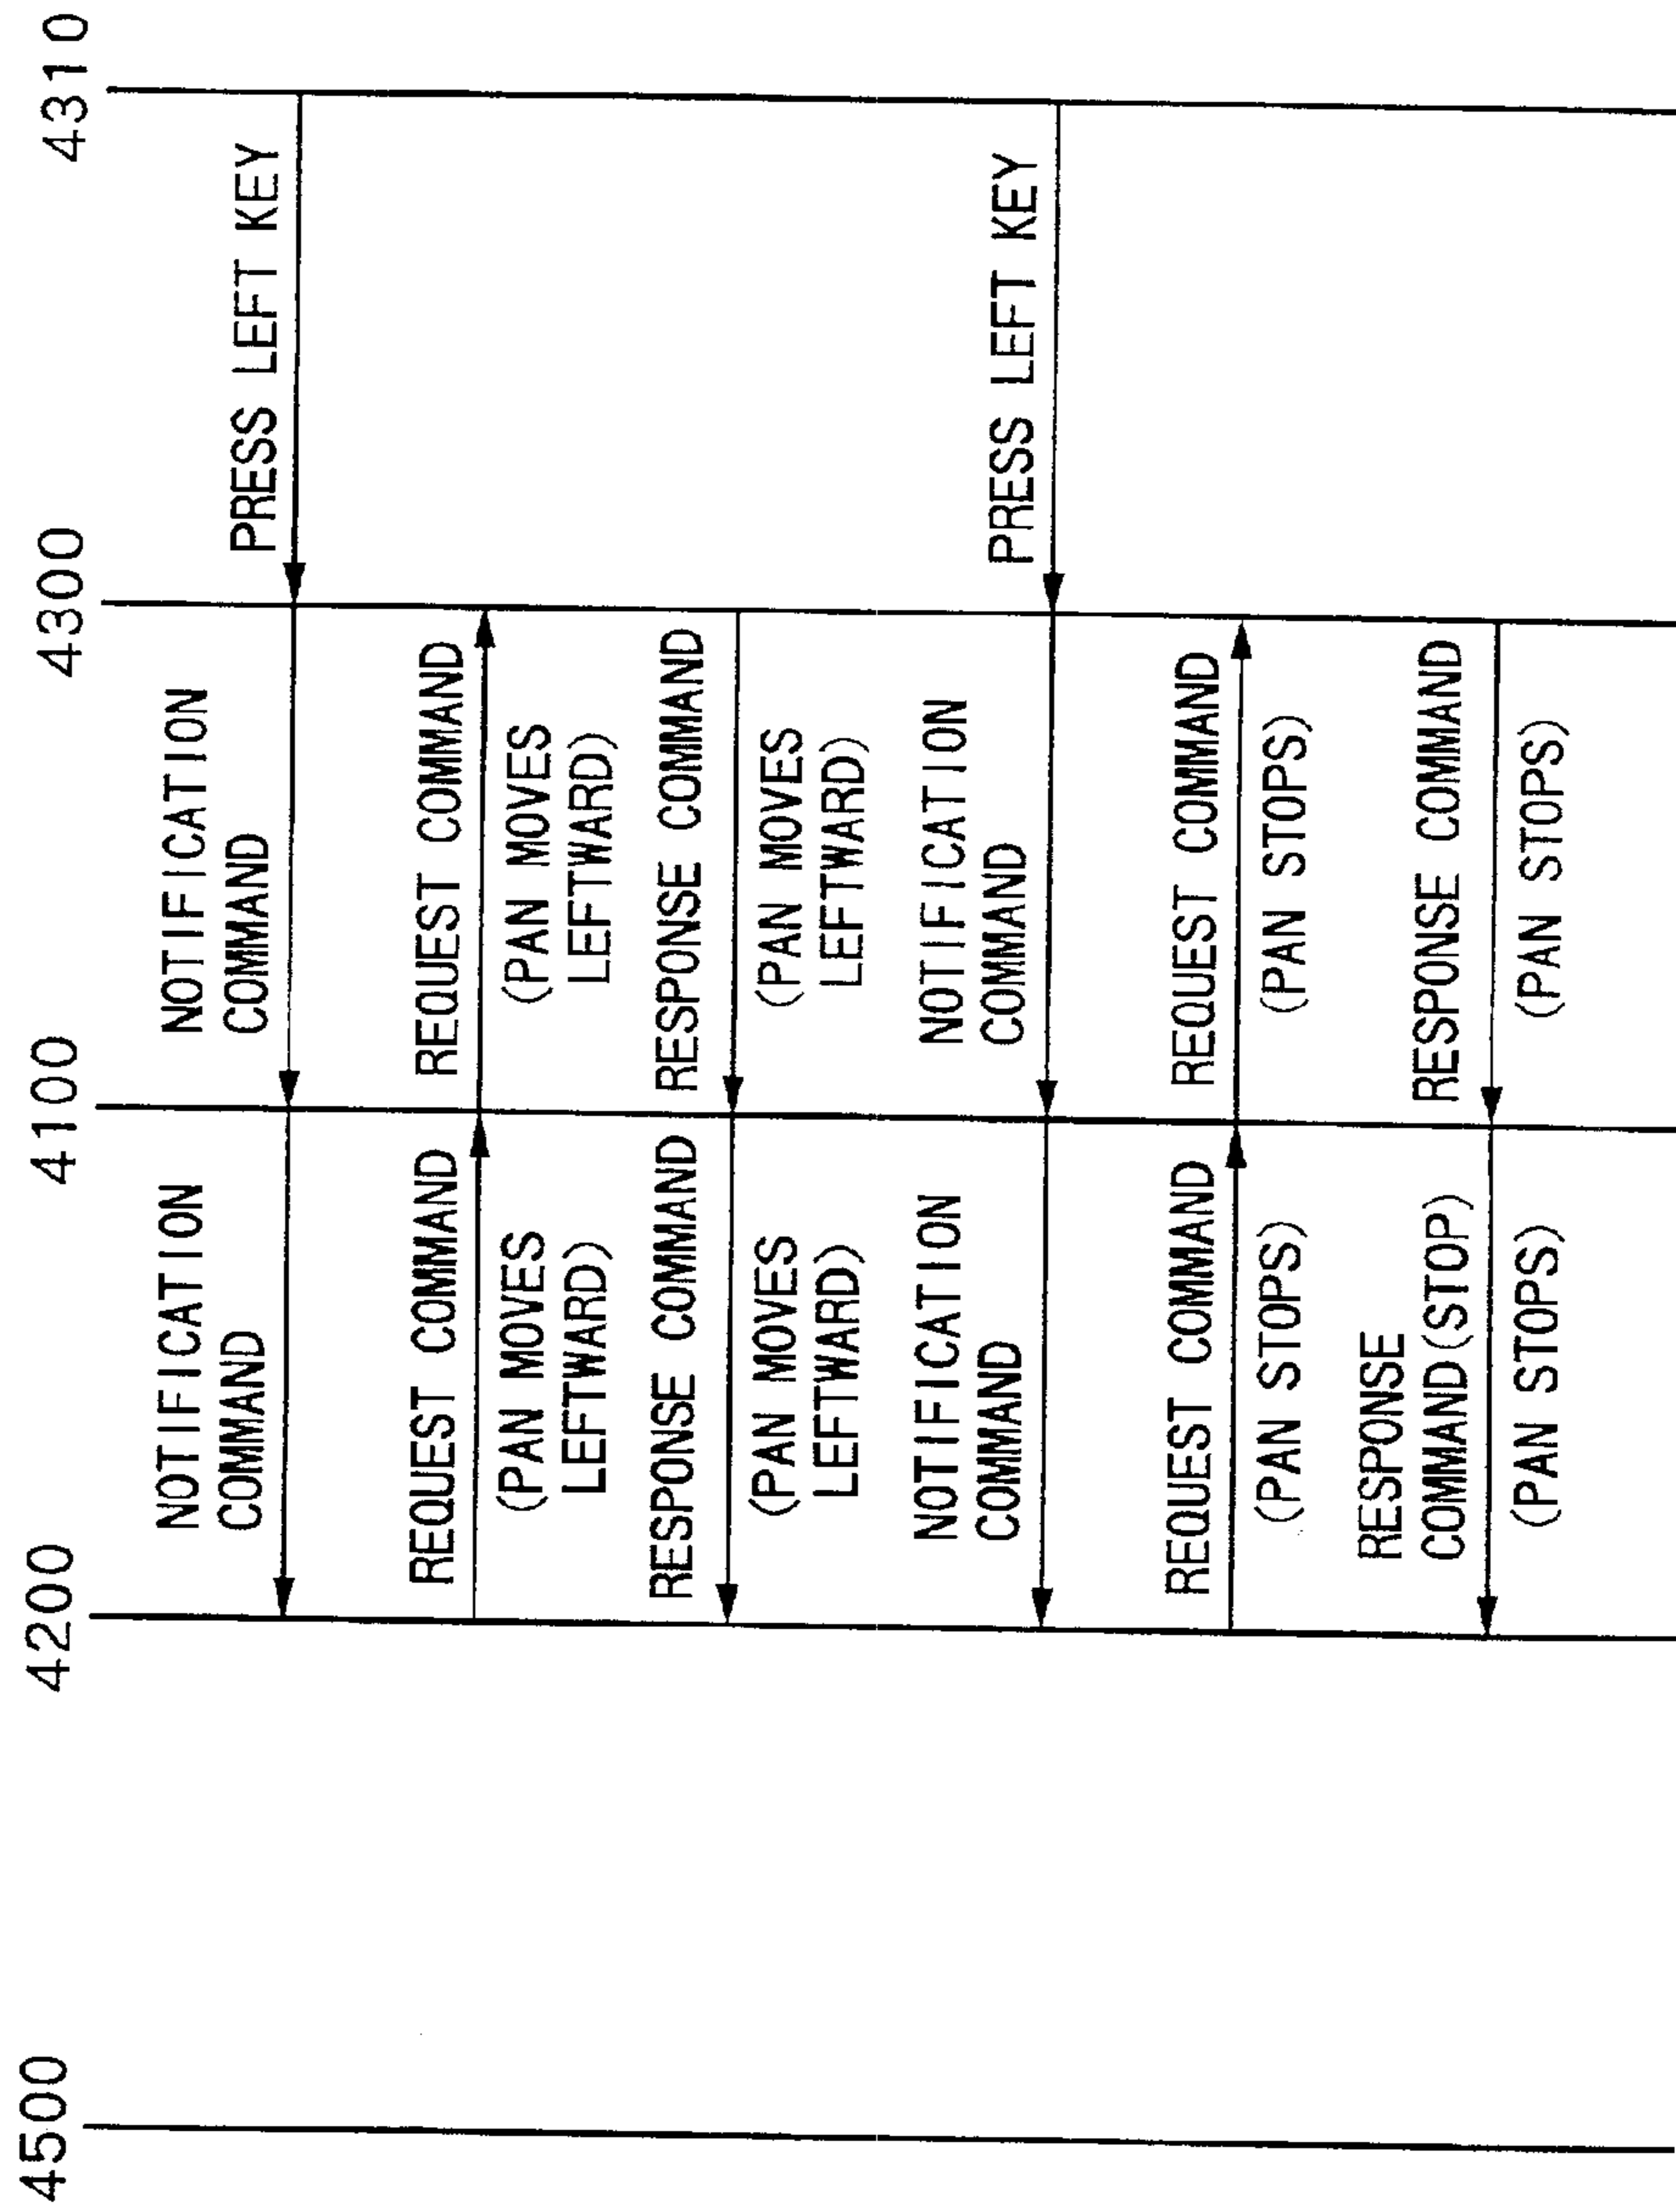 4500
4200
4100
4300
4310
NOTIFICATION
COMMAND
NOTIFICATION
COMMAND
PRESS LEFT KEY
REQUEST COMMAND
(PAN MOVES
LEFTWARD)
REQUEST COMMAND
(PAN MOVES
LEFTWARD)
RESPONSE COMMAND
(PAN MOVES
LEFTWARD)
RESPONSE COMMAND
(PAN MOVES
LEFTWARD)
NOTIFICATION
COMMAND
NOTIFICATION
COMMAND
PRESS LEFT KEY
REQUEST COMMAND
(PAN STOPS)
REQUEST COMMAND
(PAN STOPS)
RESPONSE
COMMAND(STOP)
(PAN STOPS)
RESPONSE COMMAND
(PAN STOPS)